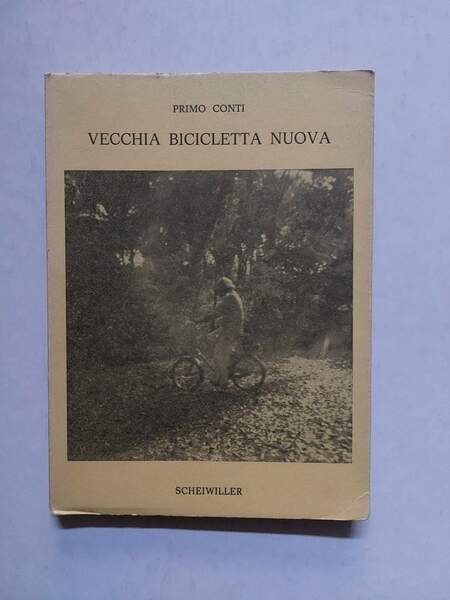 PRIMO CONTI
VECCHIA BICICLETTA NUOVA
SCHEIWILLER